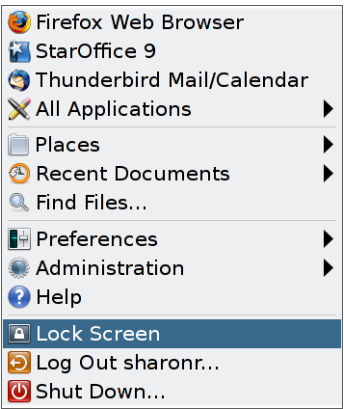 Firefox Web Browser
StarOffice 9
Thunderbird Mail/Calendar
All Applications
Places
Recent Documents
Find Files...
Preferences
Administration
Help
Lock Screen
Log Out sharonr...
Shut Down...